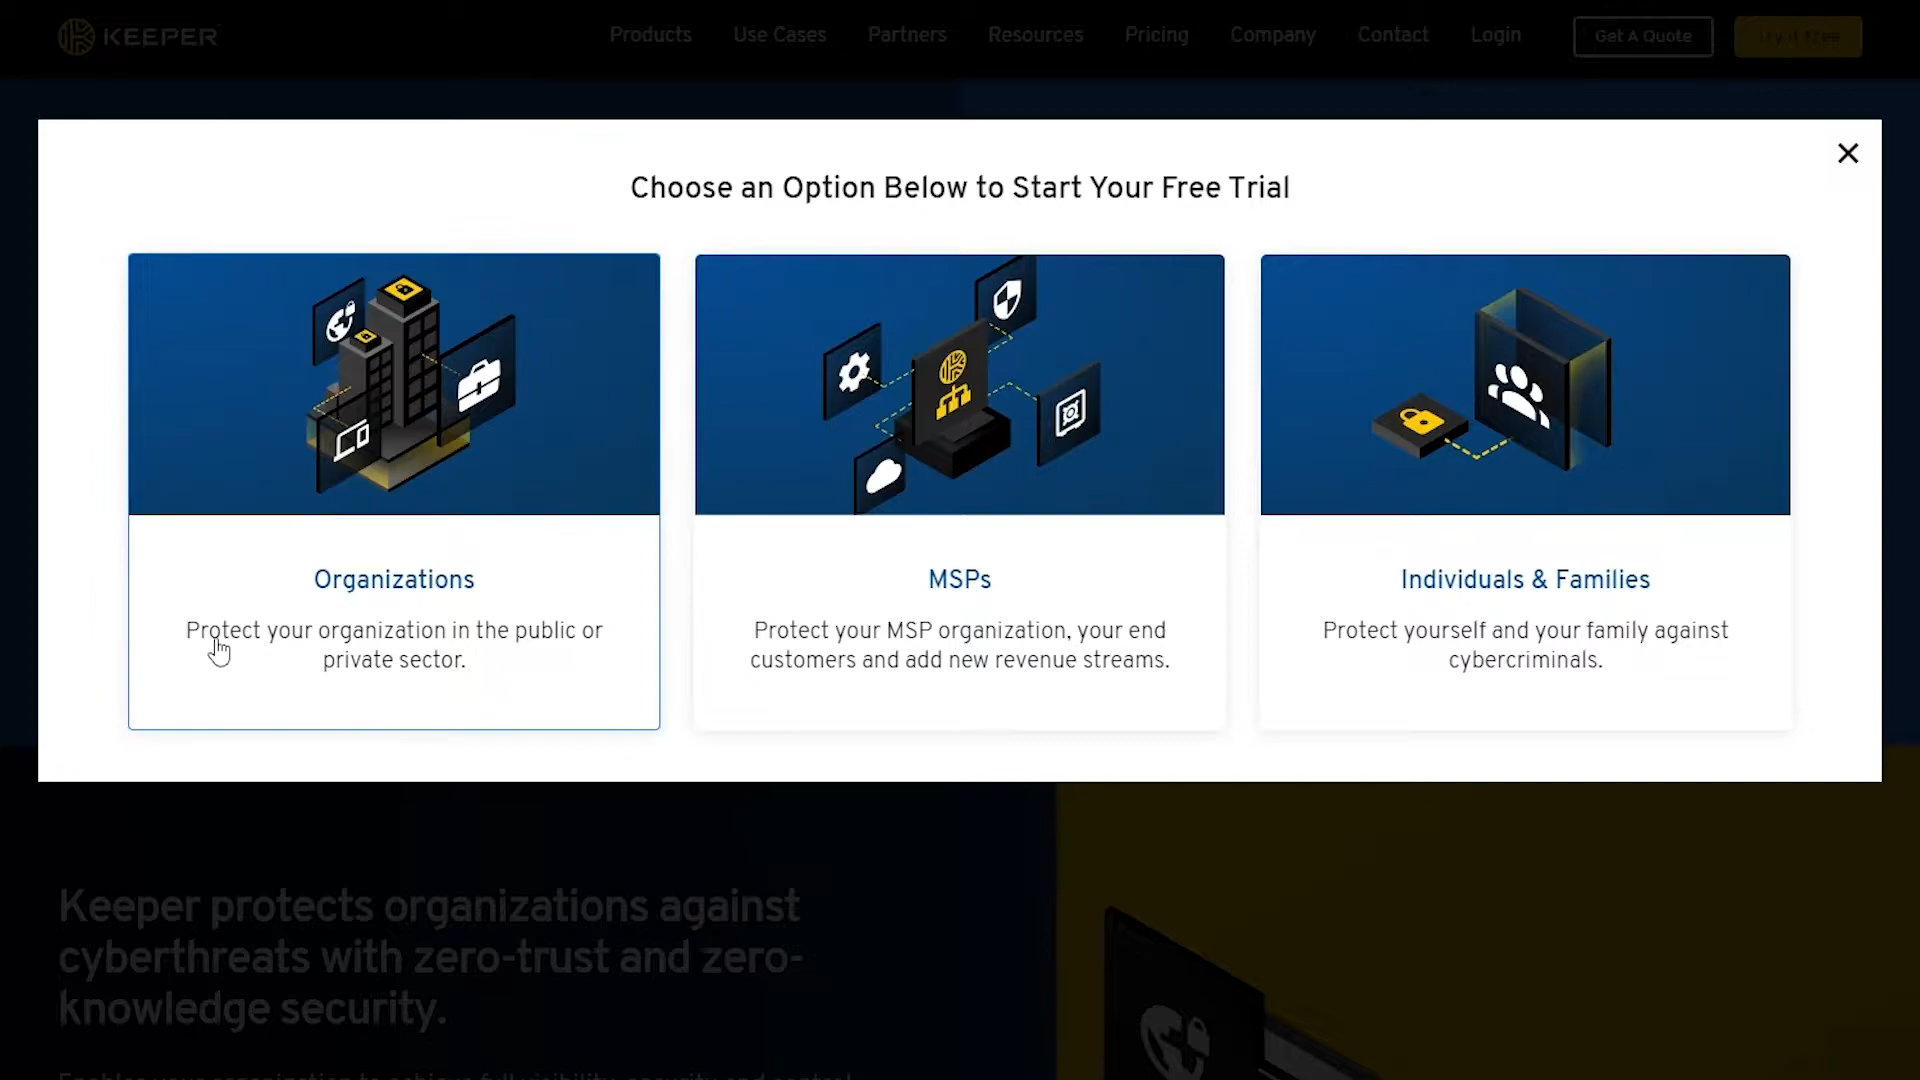 KEEPER
Products Use Cases Partners Resources Pricing Company Contact Login Get A Quote Try It Free
Choose an Option Below to Start Your Free Trial
Organizations
Protect your organization in the public or
private sector.
MSPs
Protect your MSP organization, your end
customers and add new revenue streams.
Individuals & Families
Protect yourself and your family against
cybercriminals.
Keeper protects organizations against
cyberthreats with zero-trust and zero-
knowledge security.